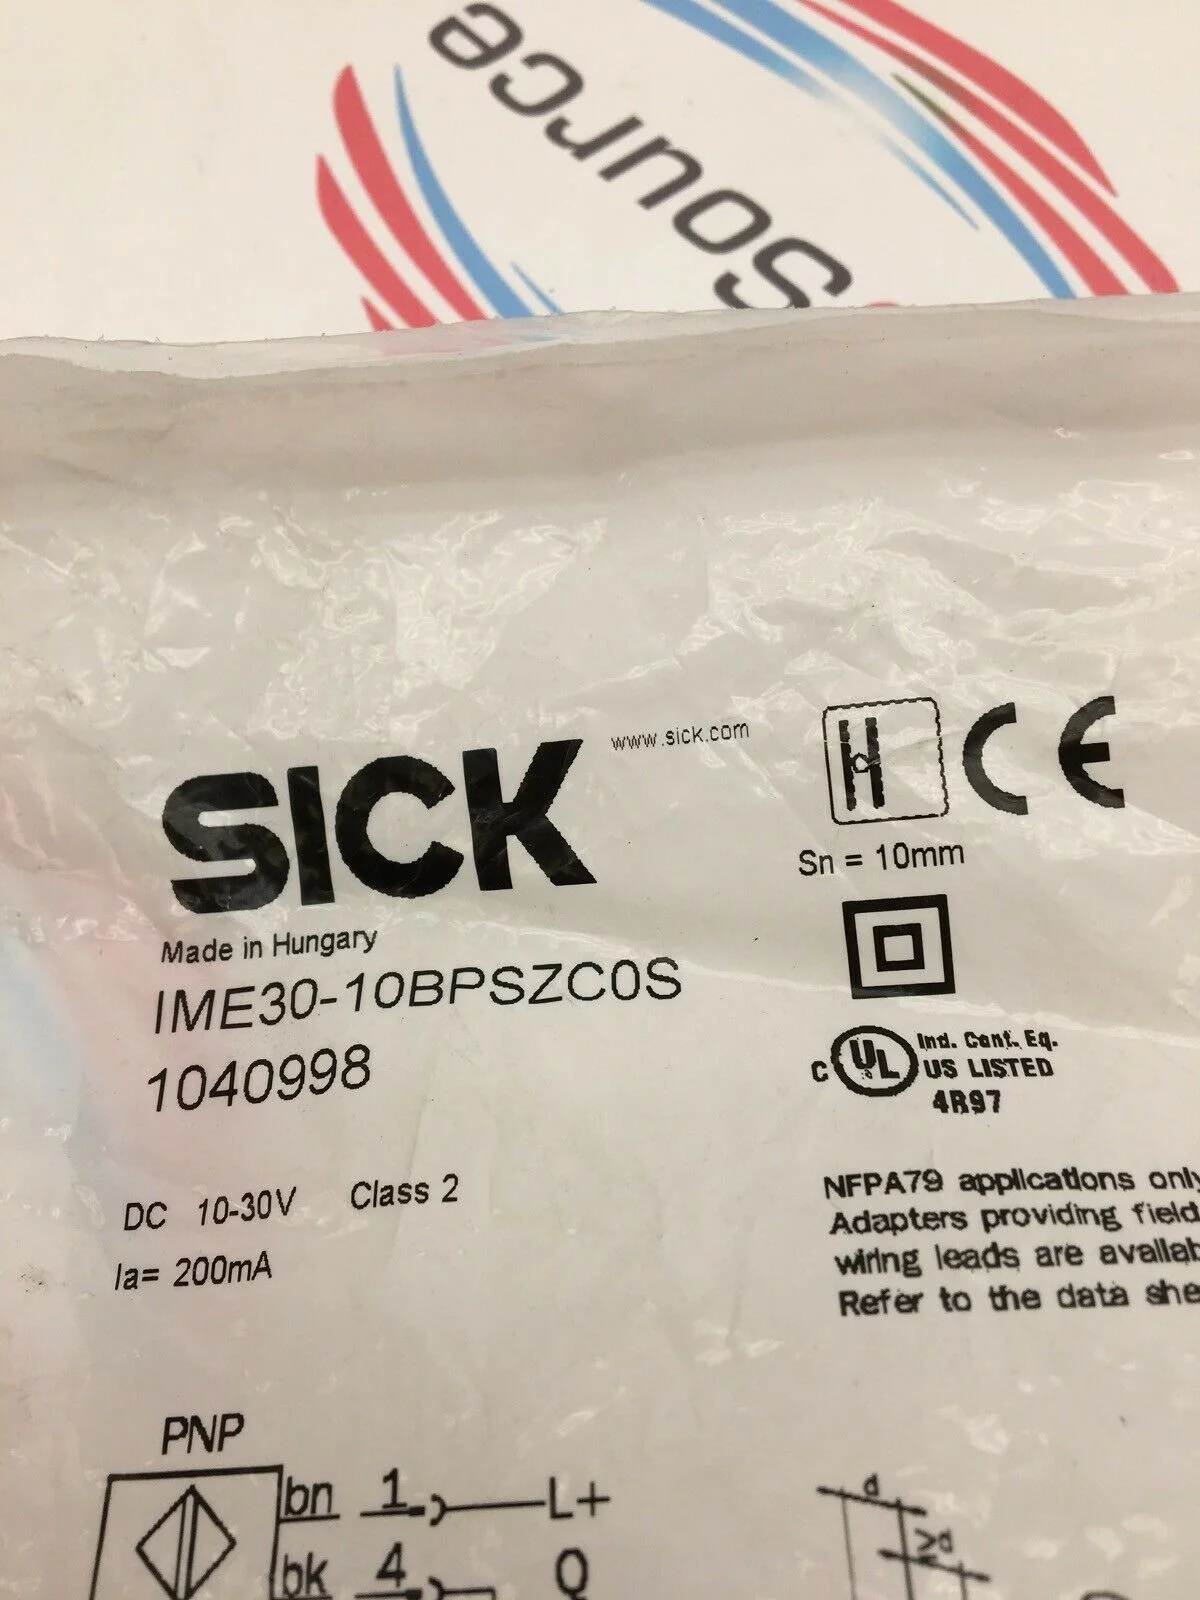 Source
SICK
www.sick.com
CE
Sn = 10mm
Made in Hungary
IME30-10BPSZC0S
1040998
C UL Ind. Cont. Eq.
US LISTED
4R97
DC 10-30V Class 2
Ia= 200mA
NFPA79 applications only
Adapters providing field
wiring leads are availab
Refer to the data she
PNP
bn 1 L+
bk 4 Q
d
≥d